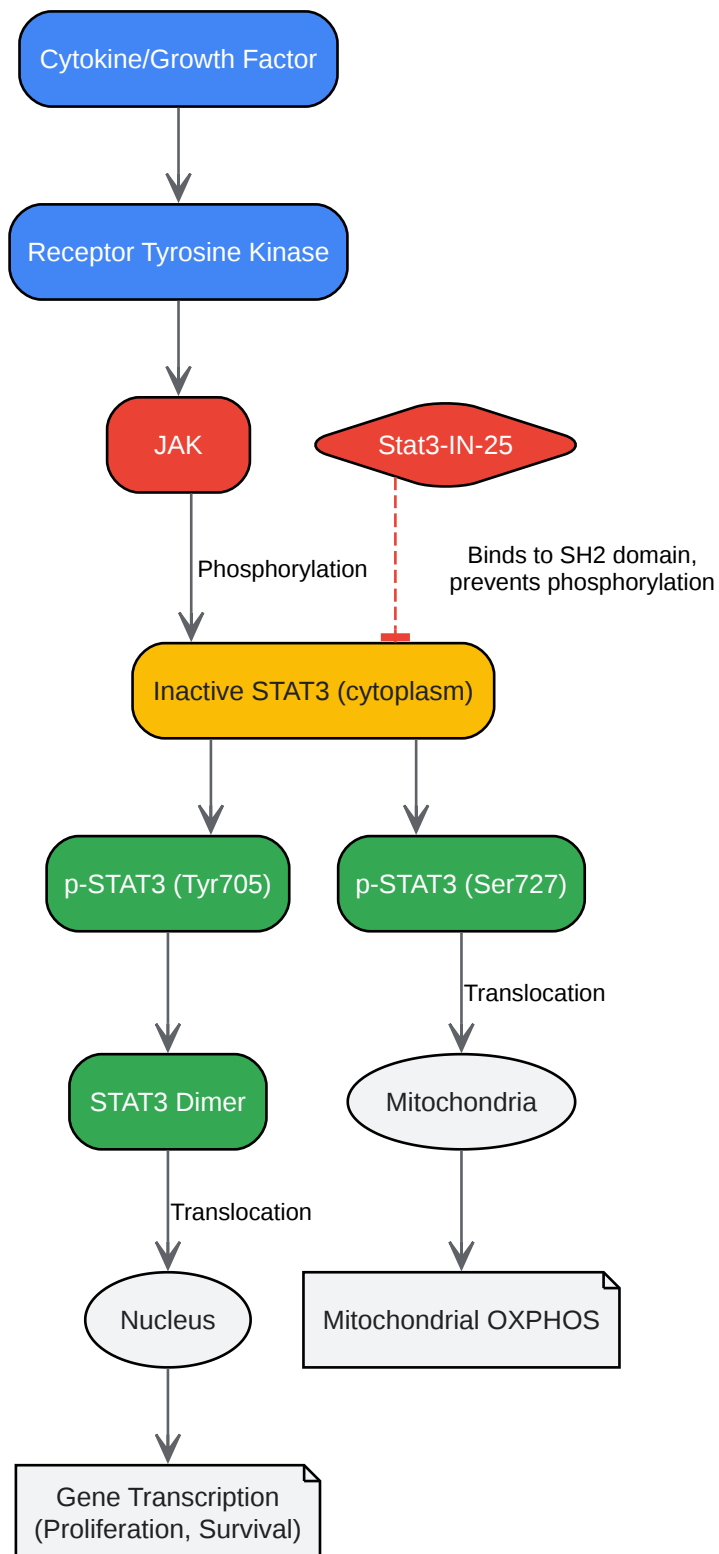 Cytokine/Growth Factor
Receptor Tyrosine Kinase
JAK
Stat3-IN-25
Phosphorylation
Binds to SH2 domain,
prevents phosphorylation
Inactive STAT3 (cytoplasm)
p-STAT3 (Tyr705)
p-STAT3 (Ser727)
Translocation
STAT3 Dimer
Mitochondria
Translocation
Nucleus
Mitochondrial OXPHOS
Gene Transcription
(Proliferation, Survival)